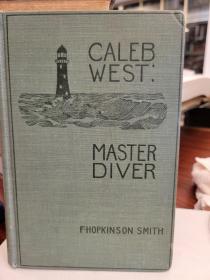 CALEB
WEST:
MASTER
DIVER
F HOPKINSON SMITH